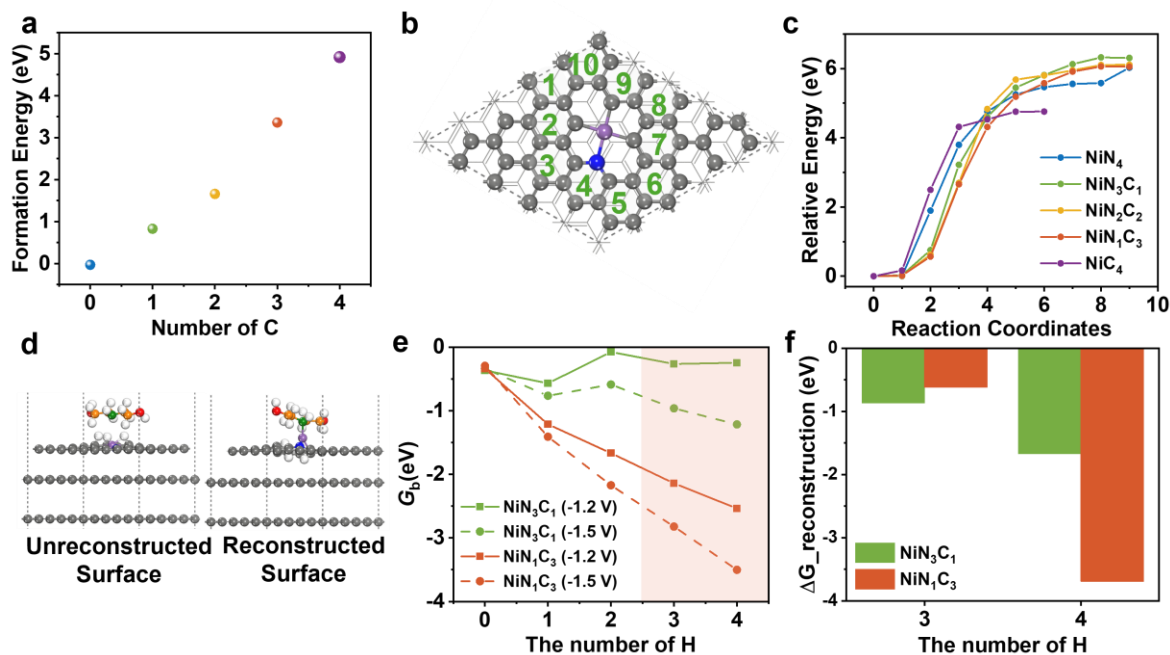 a
Formation Energy (eV)
5
4
3
2
1
0
0 1 2 3 4
Number of C
b
10
1
9
2
8
3
7
4
6
5
c
Relative Energy (eV)
6
4
2
0
0 2 4 6 8 10
Reaction Coordinates
NiN₄
NiN₃C₁
NiN₂C₂
NiN₁C₃
NiC₄
d
Unreconstructed
Surface
Reconstructed
Surface
e
G_b(eV)
0
-1
-2
-3
-4
NiN₃C₁ (-1.2 V)
NiN₃C₁ (-1.5 V)
NiN₁C₃ (-1.2 V)
NiN₁C₃ (-1.5 V)
0 1 2 3 4
The number of H
f
ΔG_reconstruction (eV)
0
-1
-2
-3
-4
NiN₃C₁
NiN₁C₃
3 4
The number of H